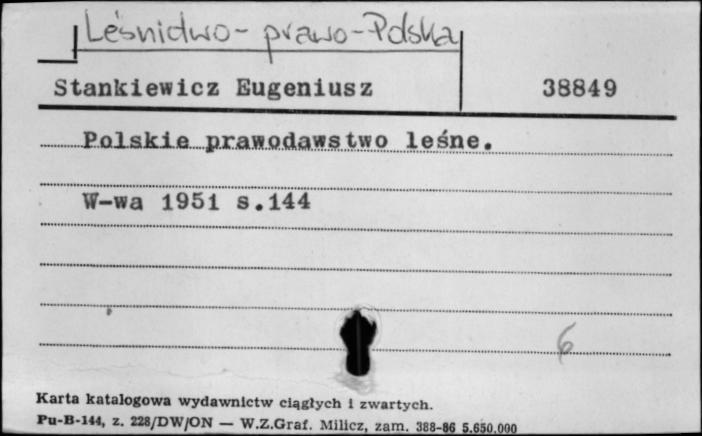 Leśnictwo - prawo - Polska
Stankiewicz Eugeniusz 38849
Polskie prawodawstwo leśne.
W-wa 1951 s.144
6
Karta katalogowa wydawnictw ciągłych i zwartych.
Pu-B-144, z. 228/DW/ON — W.Z.Graf. Milicz, zam. 388-86 5.650.000